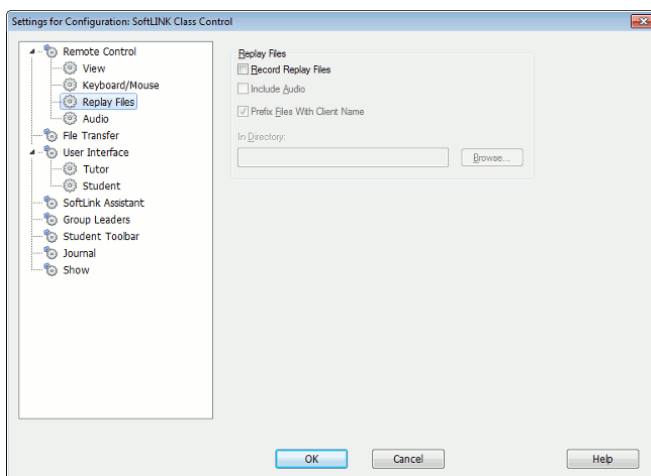 Settings for Configuration: SoftLINK Class Control
Remote Control
View
Keyboard/Mouse
Replay Files
Audio
File Transfer
User Interface
Tutor
Student
SoftLink Assistant
Group Leaders
Student Toolbar
Journal
Show
Replay Files
Record Replay Files
Include Audio
Prefix Files With Client Name
In Directory:
Browse...
OK
Cancel
Help